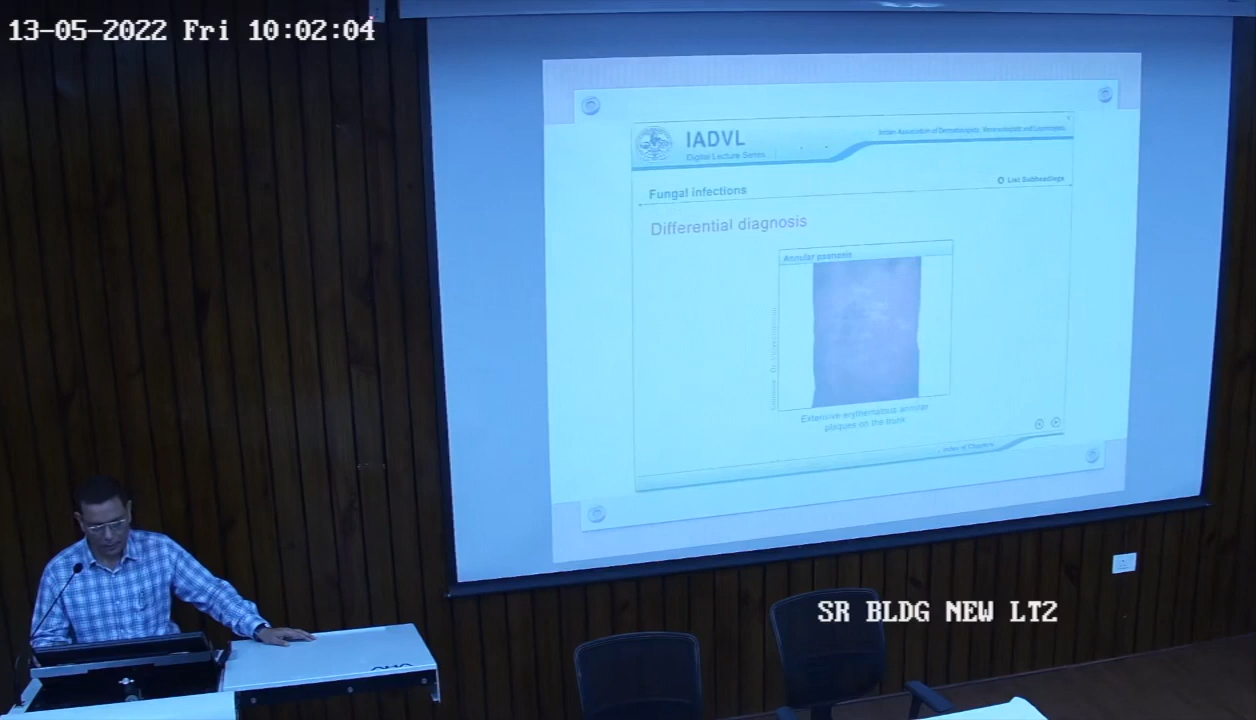 13-05-2022 Fri 10:02:04
IADVL
Digital Lecture Series
Indian Association of Dermatologists, Venereologists and Leprologists
List Subheadings
Fungal infections
Differential diagnosis
Annular psoriasis
Extensive erythematous annular
plaques on the trunk
Index of Chapters
SR BLDG NEW LT2